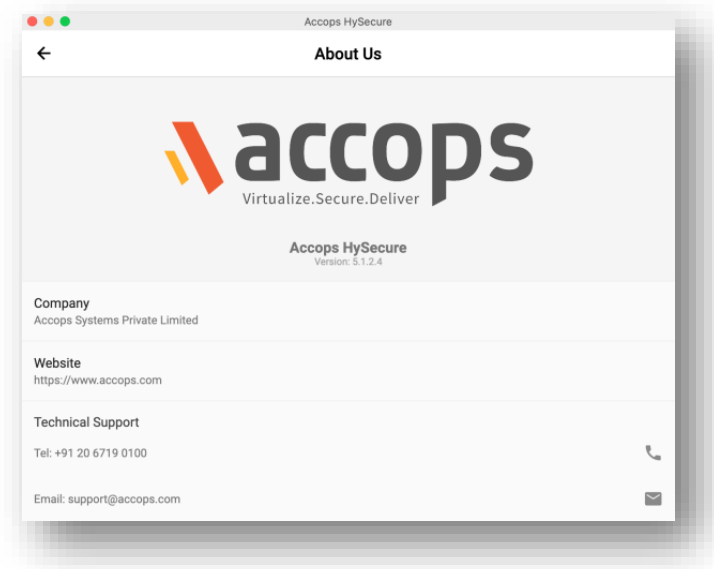 Accops HySecure
About Us
accops
Virtualize.Secure.Deliver
Accops HySecure
Version: 5.1.2.4
Company
Accops Systems Private Limited
Website
https://www.accops.com
Technical Support
Tel: +91 20 6719 0100
Email: support@accops.com